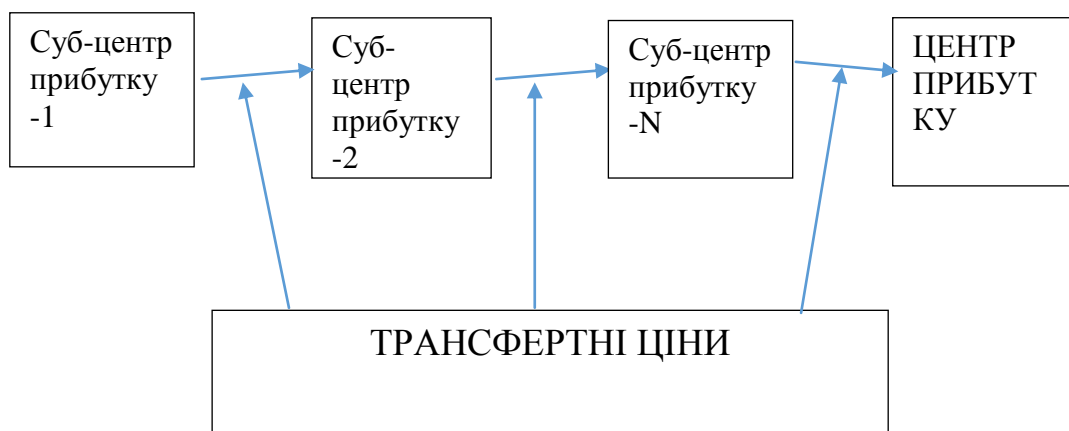 Суб-центр
прибутку
-1
Суб-
центр
прибутку
-2
Суб-центр
прибутку
-N
ЦЕНТР
ПРИБУТ
КУ
ТРАНСФЕРТНІ ЦІНИ